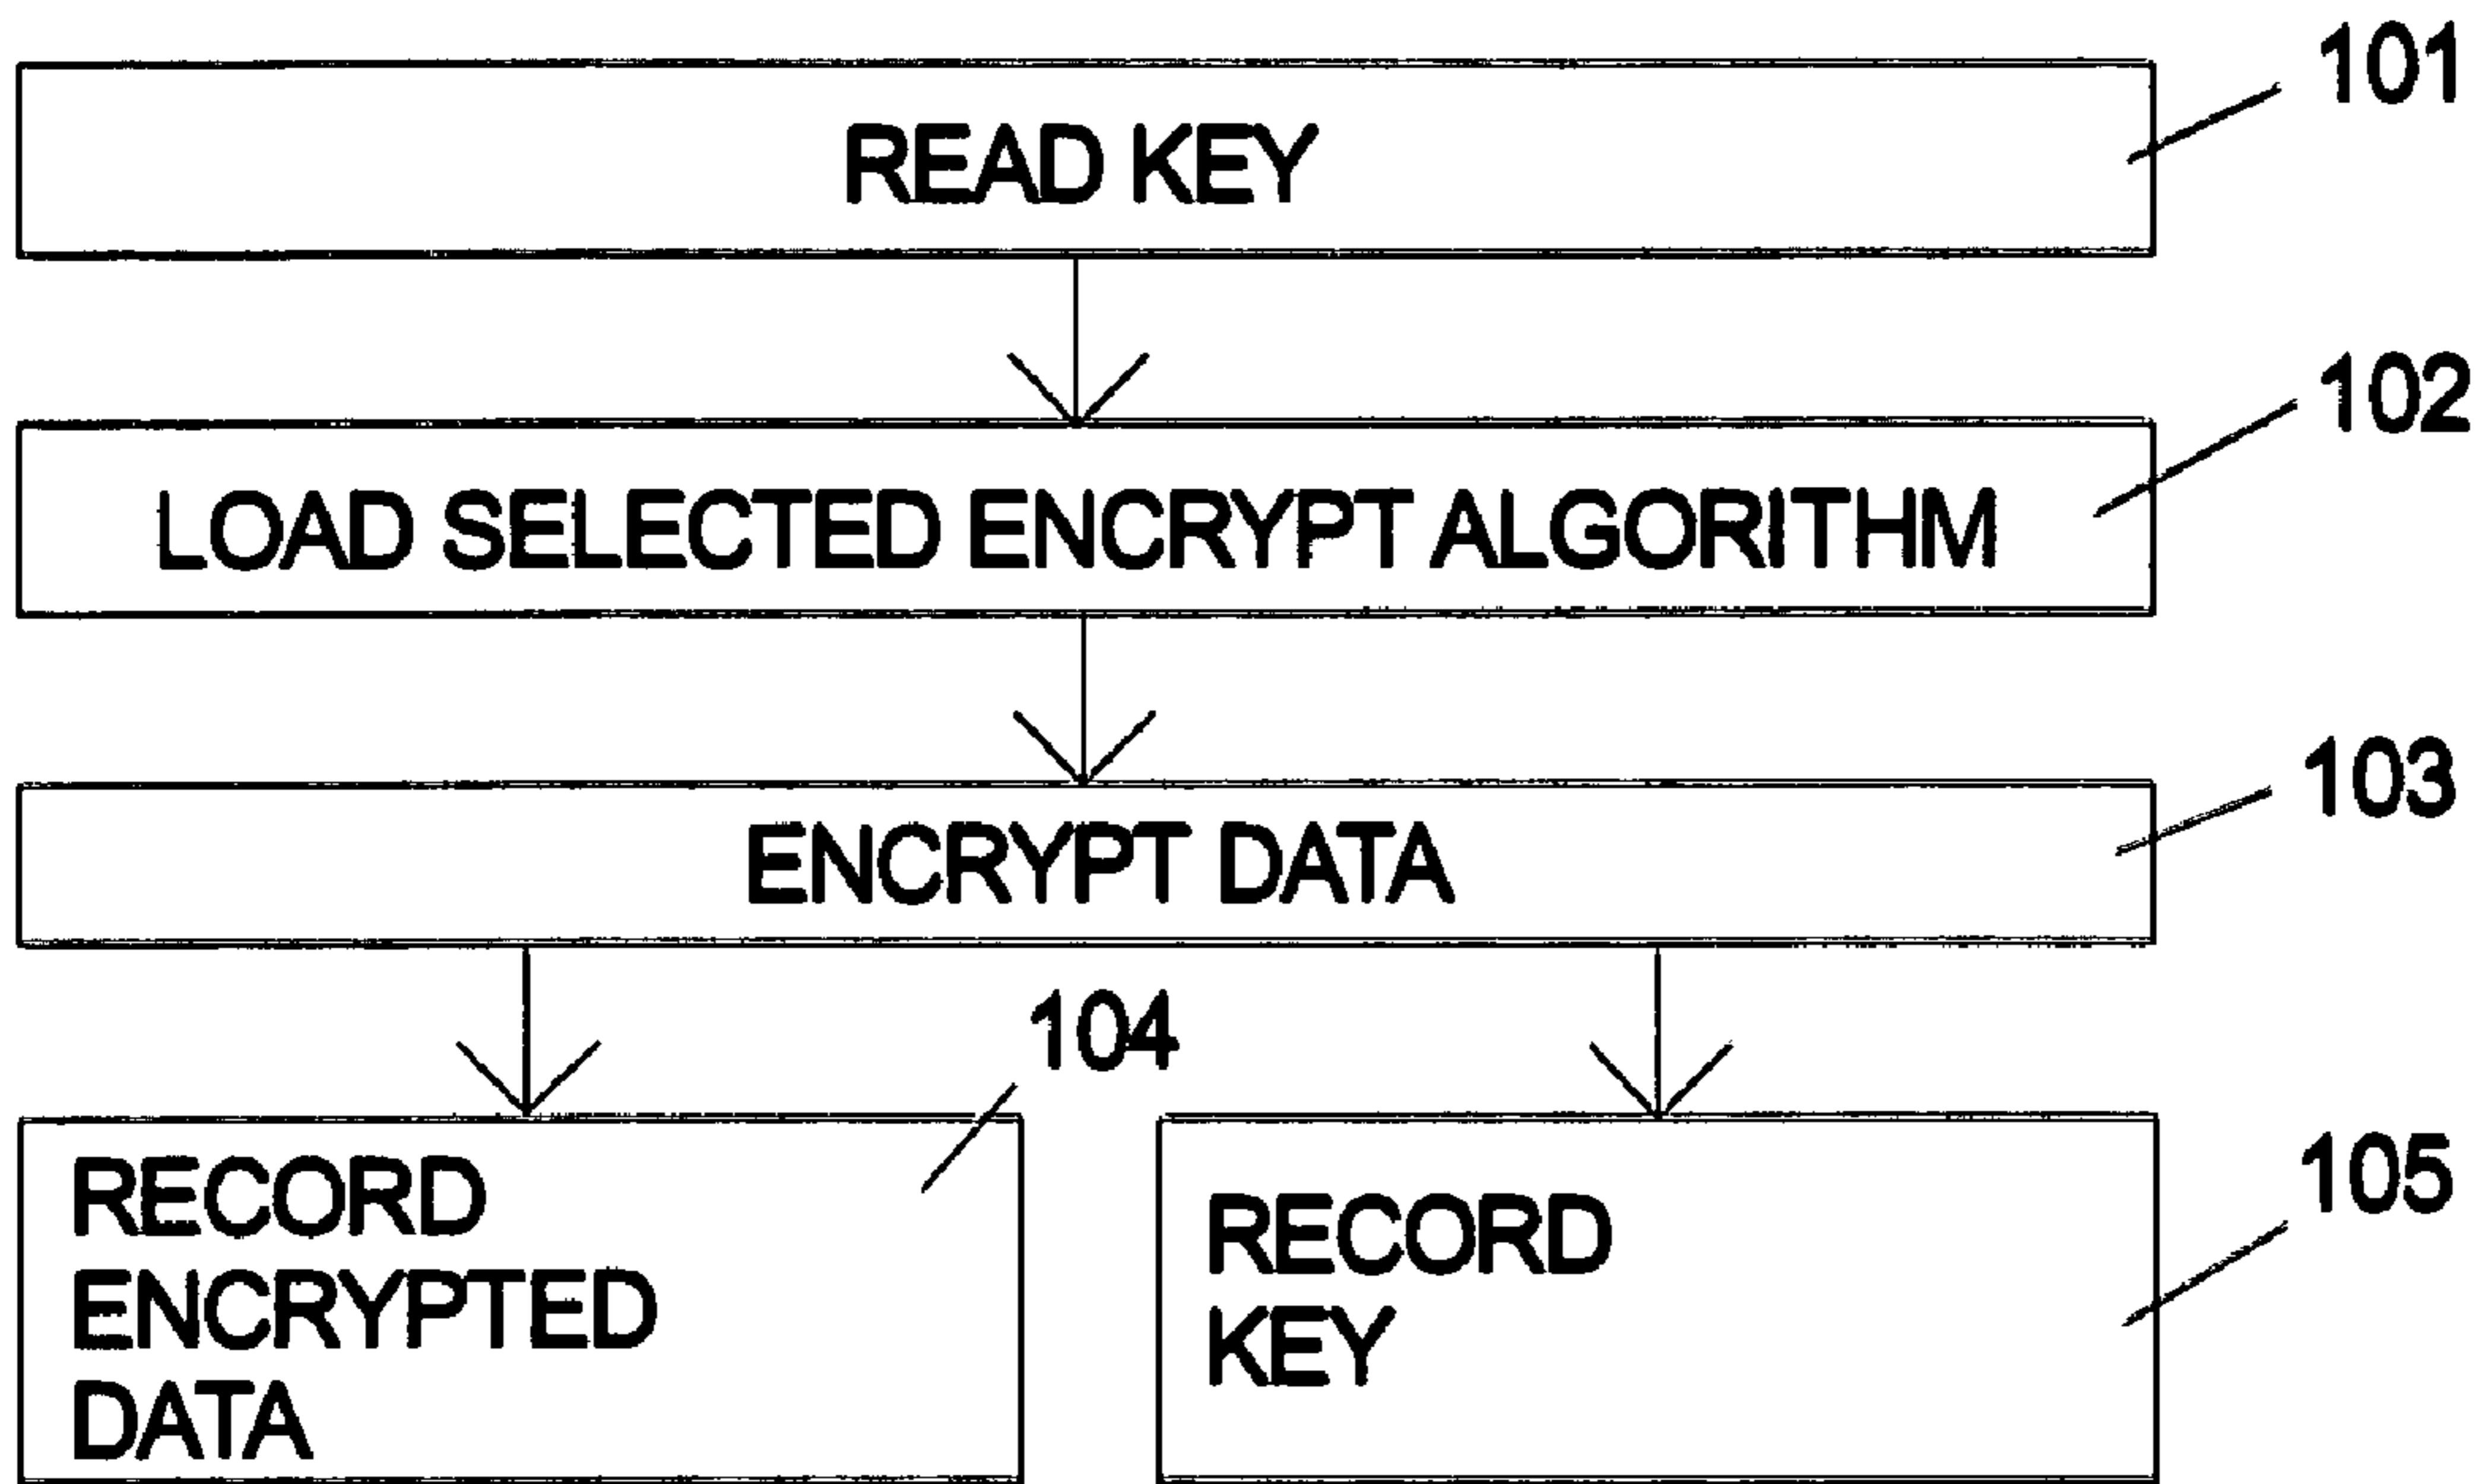 101
READ KEY
102
LOAD SELECTED ENCRYPT ALGORITHM
103
ENCRYPT DATA
104
RECORD
ENCRYPTED
DATA
105
RECORD
KEY